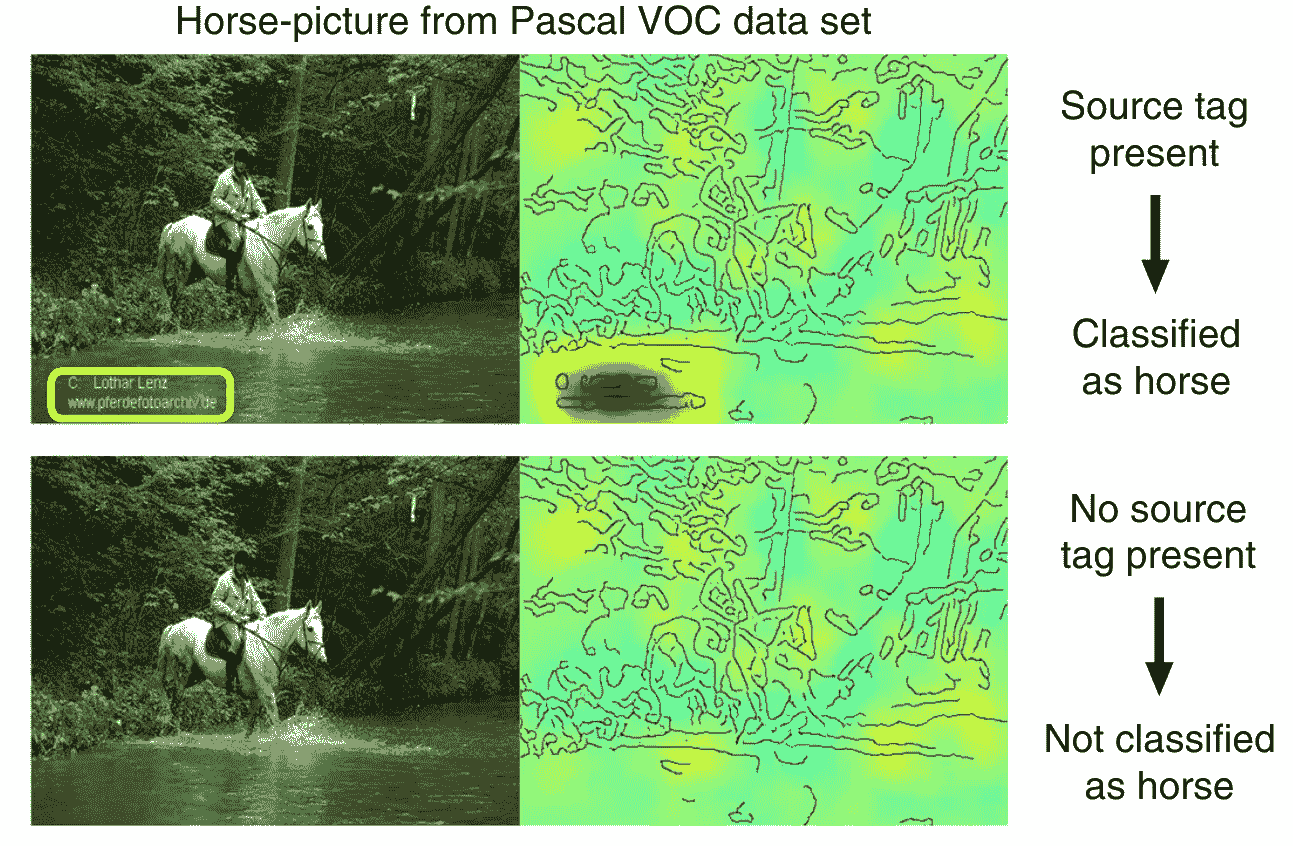 Horse-picture from Pascal VOC data set
Source tag
present
Classified
as horse
C Lothar Lenz
www.pferdefotoarchiv.de
No source
tag present
Not classified
as horse